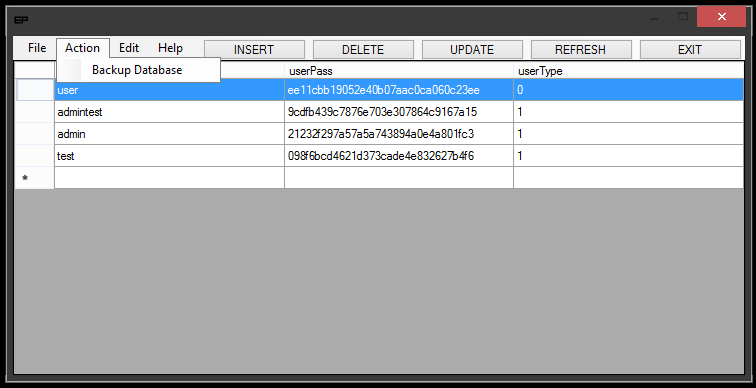 EP
File Action Edit Help INSERT DELETE UPDATE REFRESH EXIT
Backup Database
userPass userType
user ee11cbb19052e40b07aac0ca060c23ee 0
admintest 9cdfb439c7876e703e307864c9167a15 1
admin 21232f297a57a5a743894a0e4a801fc3 1
test 098f6bcd4621d373cade4e832627b4f6 1